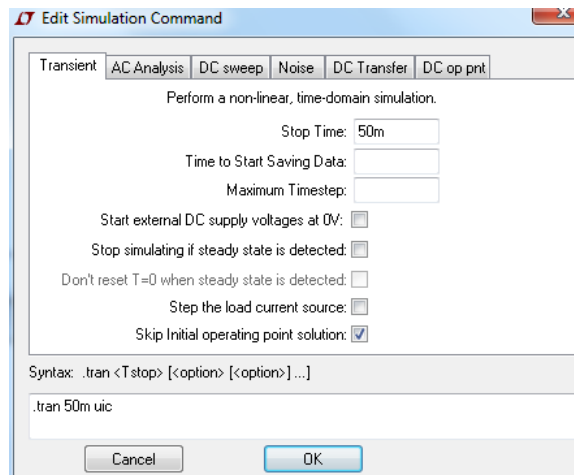 Edit Simulation Command
Transient AC Analysis DC sweep Noise DC Transfer DC op pnt
Perform a non-linear, time-domain simulation.
Stop Time: 50m
Time to Start Saving Data:
Maximum Timestep:
Start external DC supply voltages at 0V:
Stop simulating if steady state is detected:
Don't reset T=0 when steady state is detected:
Step the load current source:
Skip Initial operating point solution:
Syntax: .tran <Tstop> [<option> [<option>] ...]
.tran 50m uic
Cancel OK